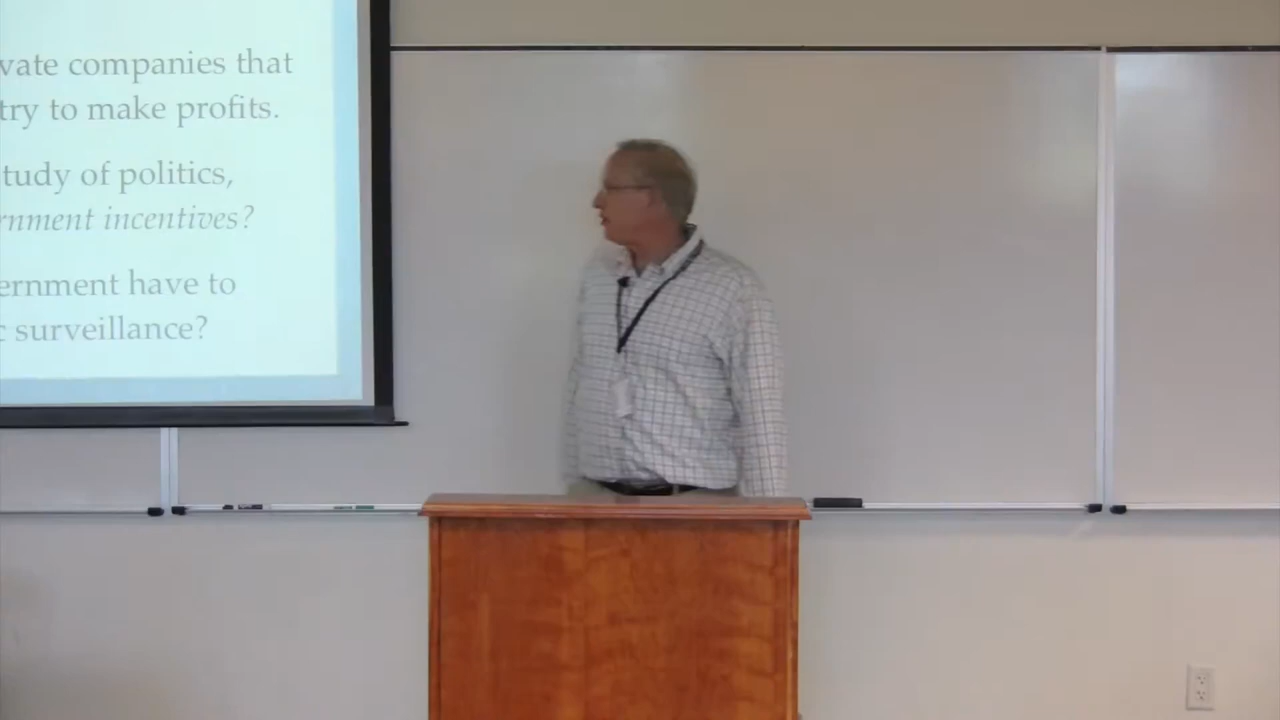 vate companies that
try to make profits.
tudy of politics,
rnment incentives?
ernment have to
c surveillance?